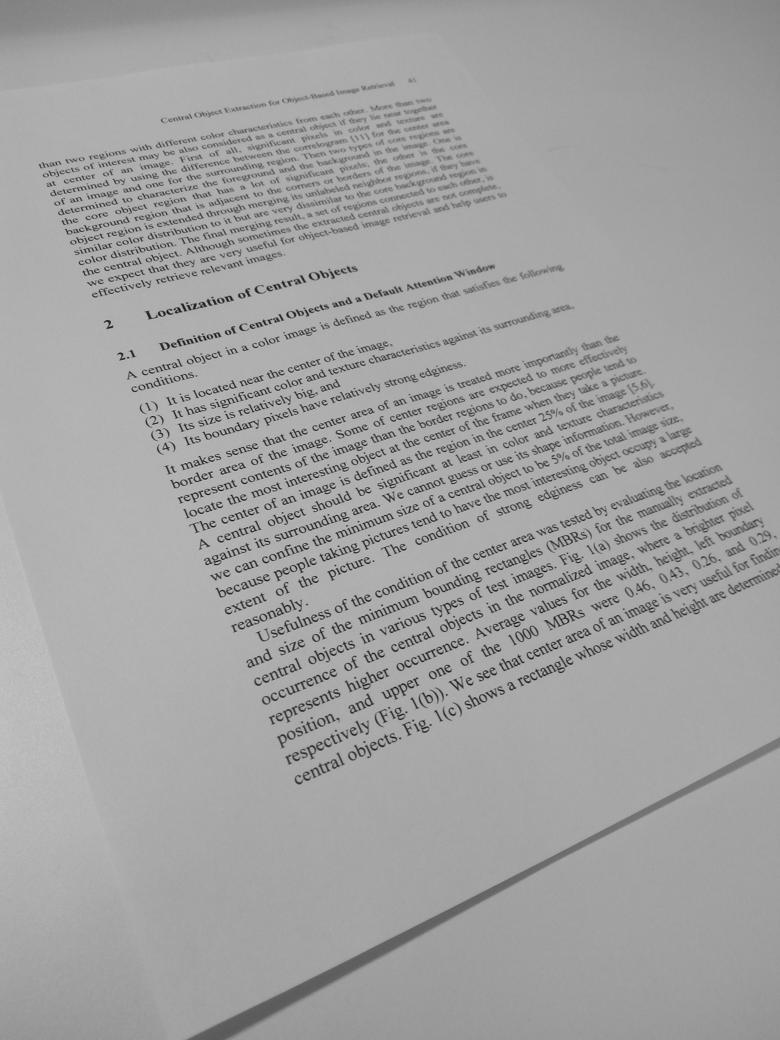 Central Object Extraction for Object-Based Image Retrieval 41
than two regions with different color characteristics from each other. More than two
objects of interest may be also considered as a central object if they lie near together
at center of an image. First of all, significant pixels in color and texture are
determined by using the difference between the correlogram [11] for the center area
of an image and one for the surrounding region. Then two types of core regions are
determined to characterize the foreground and the background in the image. One is
the core object region that has a lot of significant pixels; the other is the core
background region that is adjacent to the corners or borders of the image. The core
object region is extended through merging its unlabeled neighbor regions, if they have
similar color distribution to it but are very dissimilar to the core background region in
color distribution. The final merging result, a set of regions connected to each other, is
the central object. Although sometimes the extracted central objects are not complete,
we expect that they are very useful for object-based image retrieval and help users to
effectively retrieve relevant images.
2 Localization of Central Objects
2.1 Definition of Central Objects and a Default Attention Window
A central object in a color image is defined as the region that satisfies the following
conditions.
(1) It is located near the center of the image,
(2) It has significant color and texture characteristics against its surrounding area,
(3) Its size is relatively big, and
(4) Its boundary pixels have relatively strong edginess.
It makes sense that the center area of an image is treated more importantly than the
border area of the image. Some of center regions are expected to more effectively
represent contents of the image than the border regions to do, because people tend to
locate the most interesting object at the center of the frame when they take a picture.
The center of an image is defined as the region in the center 25% of the image [5,6].
A central object should be significant at least in color and texture characteristics
against its surrounding area. We cannot guess or use its shape information. However,
we can confine the minimum size of a central object to be 5% of the total image size,
because people taking pictures tend to have the most interesting object occupy a large
extent of the picture. The condition of strong edginess can be also accepted
reasonably.
Usefulness of the condition of the center area was tested by evaluating the location
and size of the minimum bounding rectangles (MBRs) for the manually extracted
central objects in various types of test images. Fig. 1(a) shows the distribution of
occurrence of the central objects in the normalized image, where a brighter pixel
represents higher occurrence. Average values for the width, height, left boundary
position, and upper one of the 1000 MBRs were 0.46, 0.43, 0.26, and 0.29,
respectively (Fig. 1(b)). We see that center area of an image is very useful for findin
central objects. Fig. 1(c) shows a rectangle whose width and height are determined